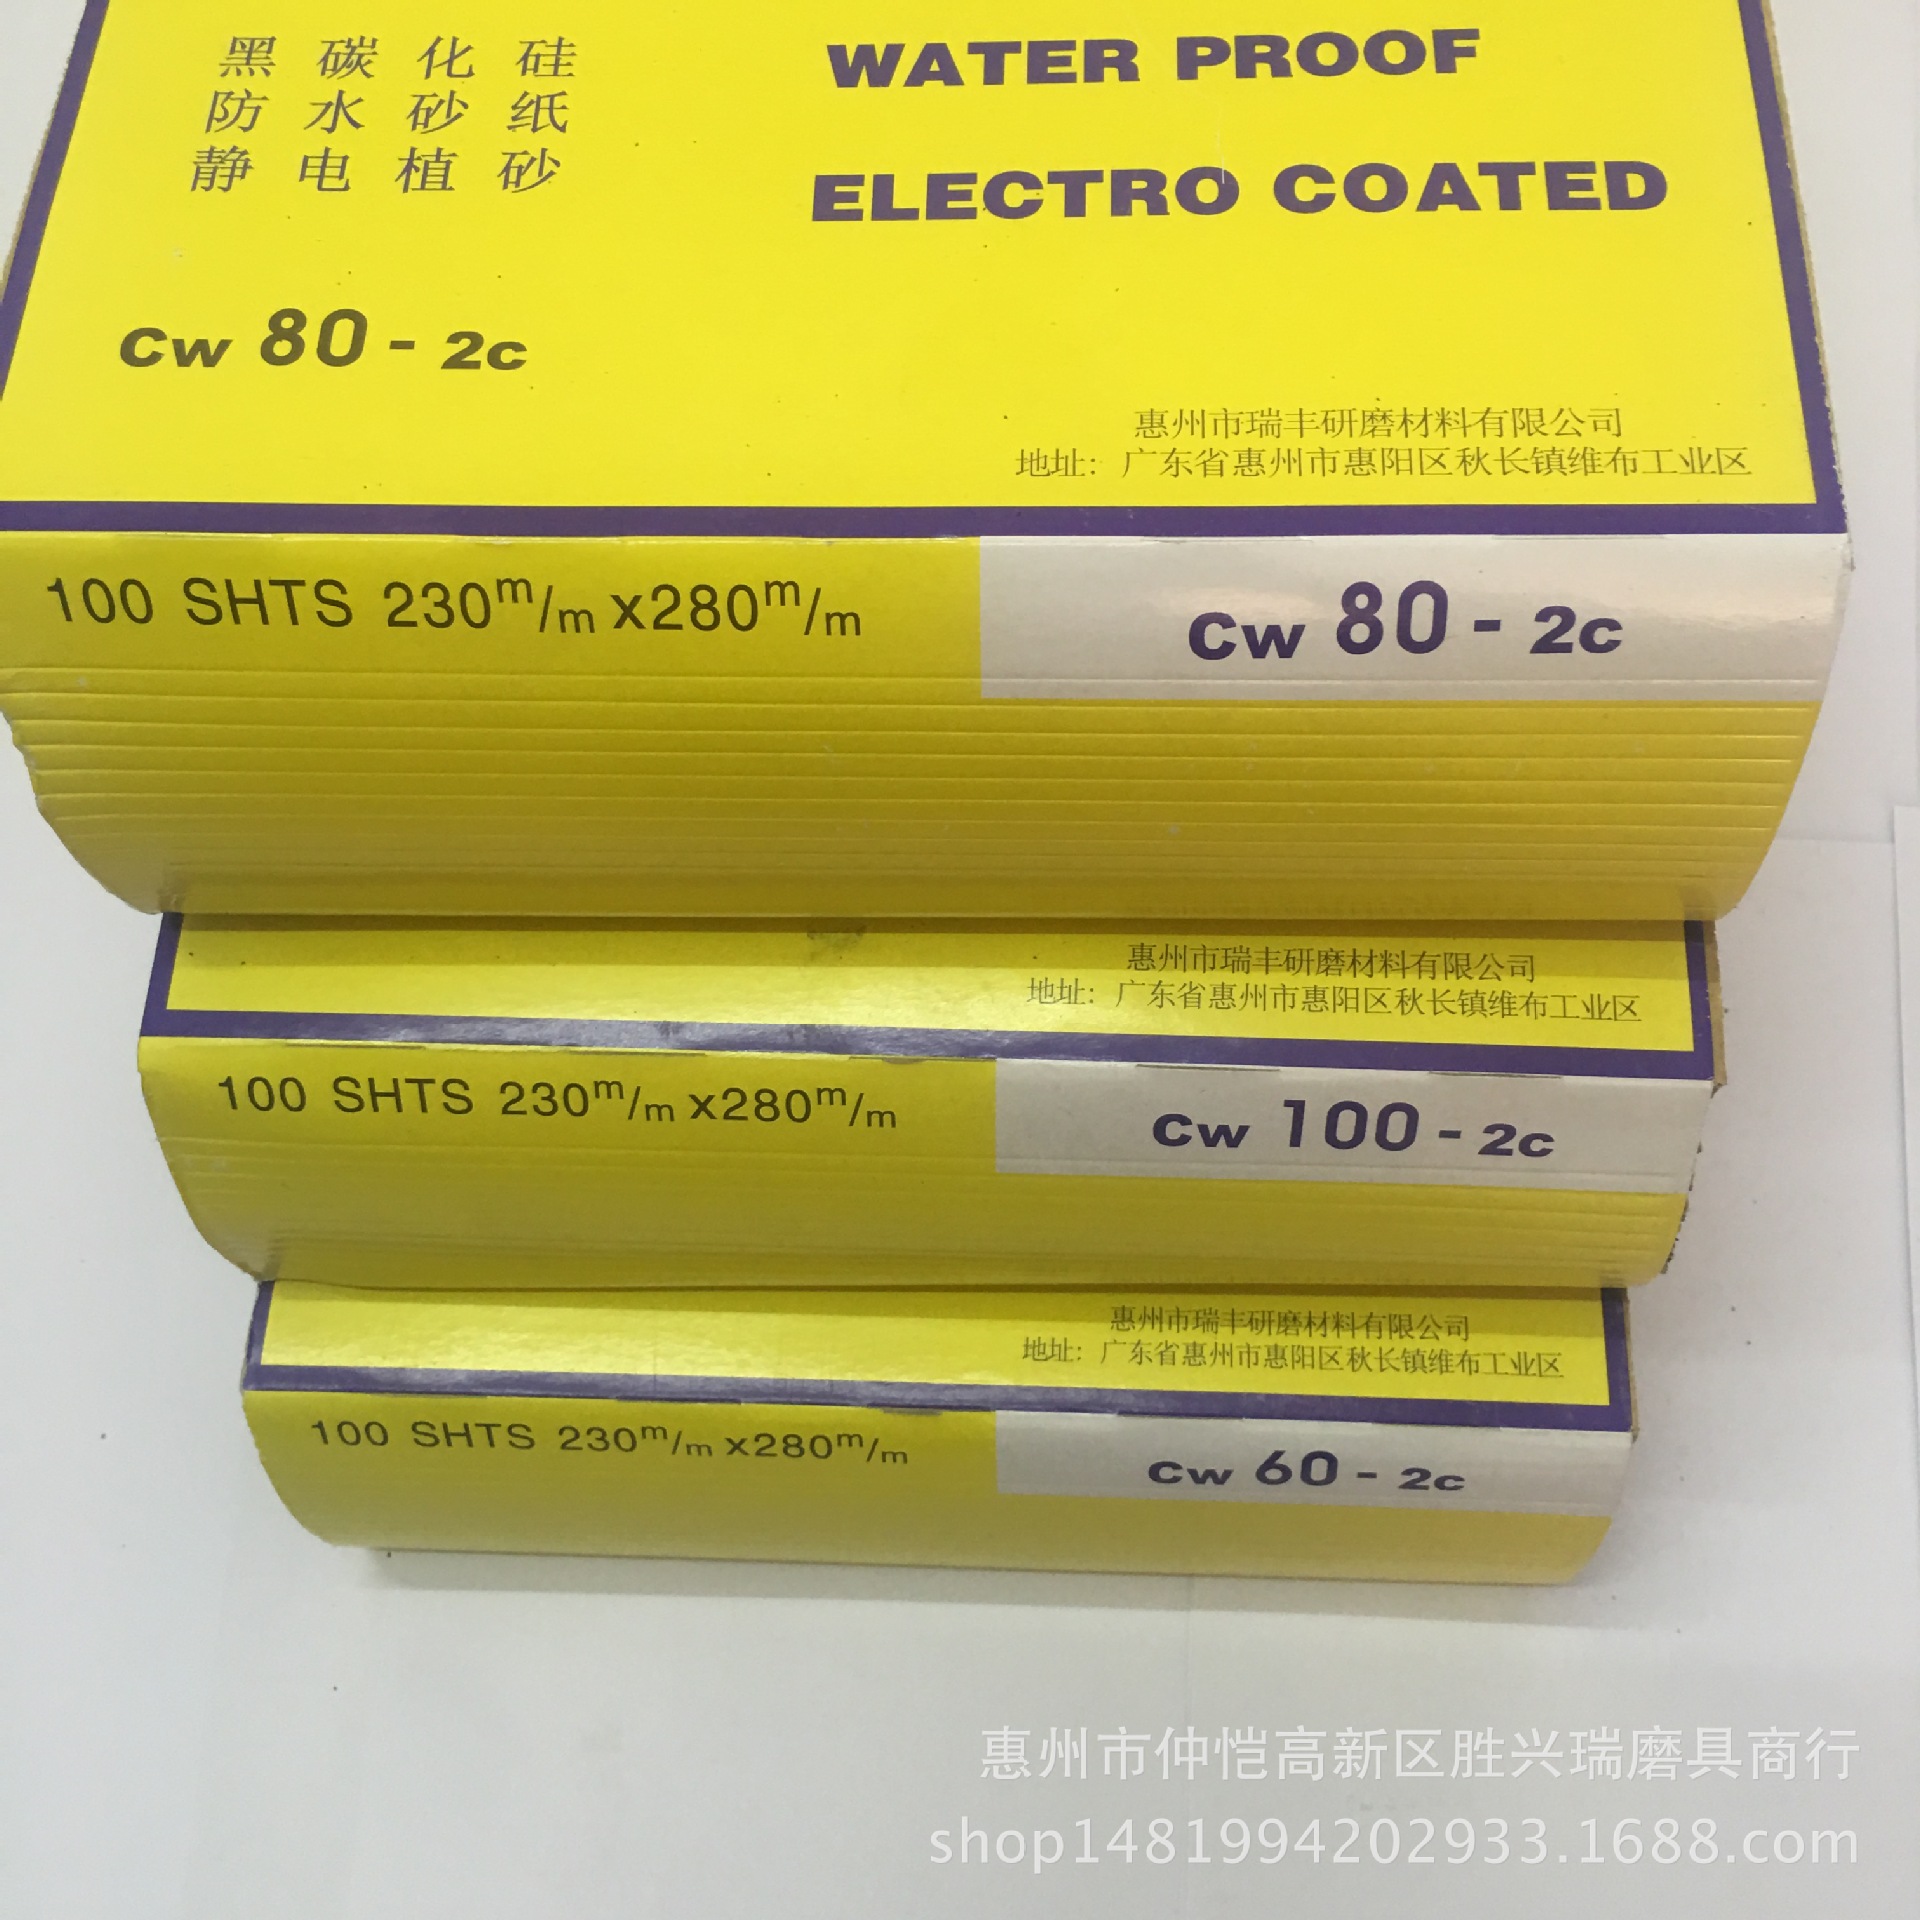 黑碳化硅
防水砂纸
静电植砂
WATER PROOF
ELECTRO COATED
Cw 80 - 2c
惠州市瑞丰研磨材料有限公司
地址：广东省惠州市惠阳区秋长镇维布工业区
100 SHTS 230m/m x280m/m
Cw 80 - 2c
惠州市瑞丰研磨材料有限公司
地址：广东省惠州市惠阳区秋长镇维布工业区
100 SHTS 230m/m x280m/m
Cw 100 - 2c
惠州市瑞丰研磨材料有限公司
地址：广东省惠州市惠阳区秋长镇维布工业区
100 SHTS 230m/m x280m/m
Cw 60 - 2c
惠州市仲恺高新区胜兴瑞磨具商行
shop1481994202933.1688.com